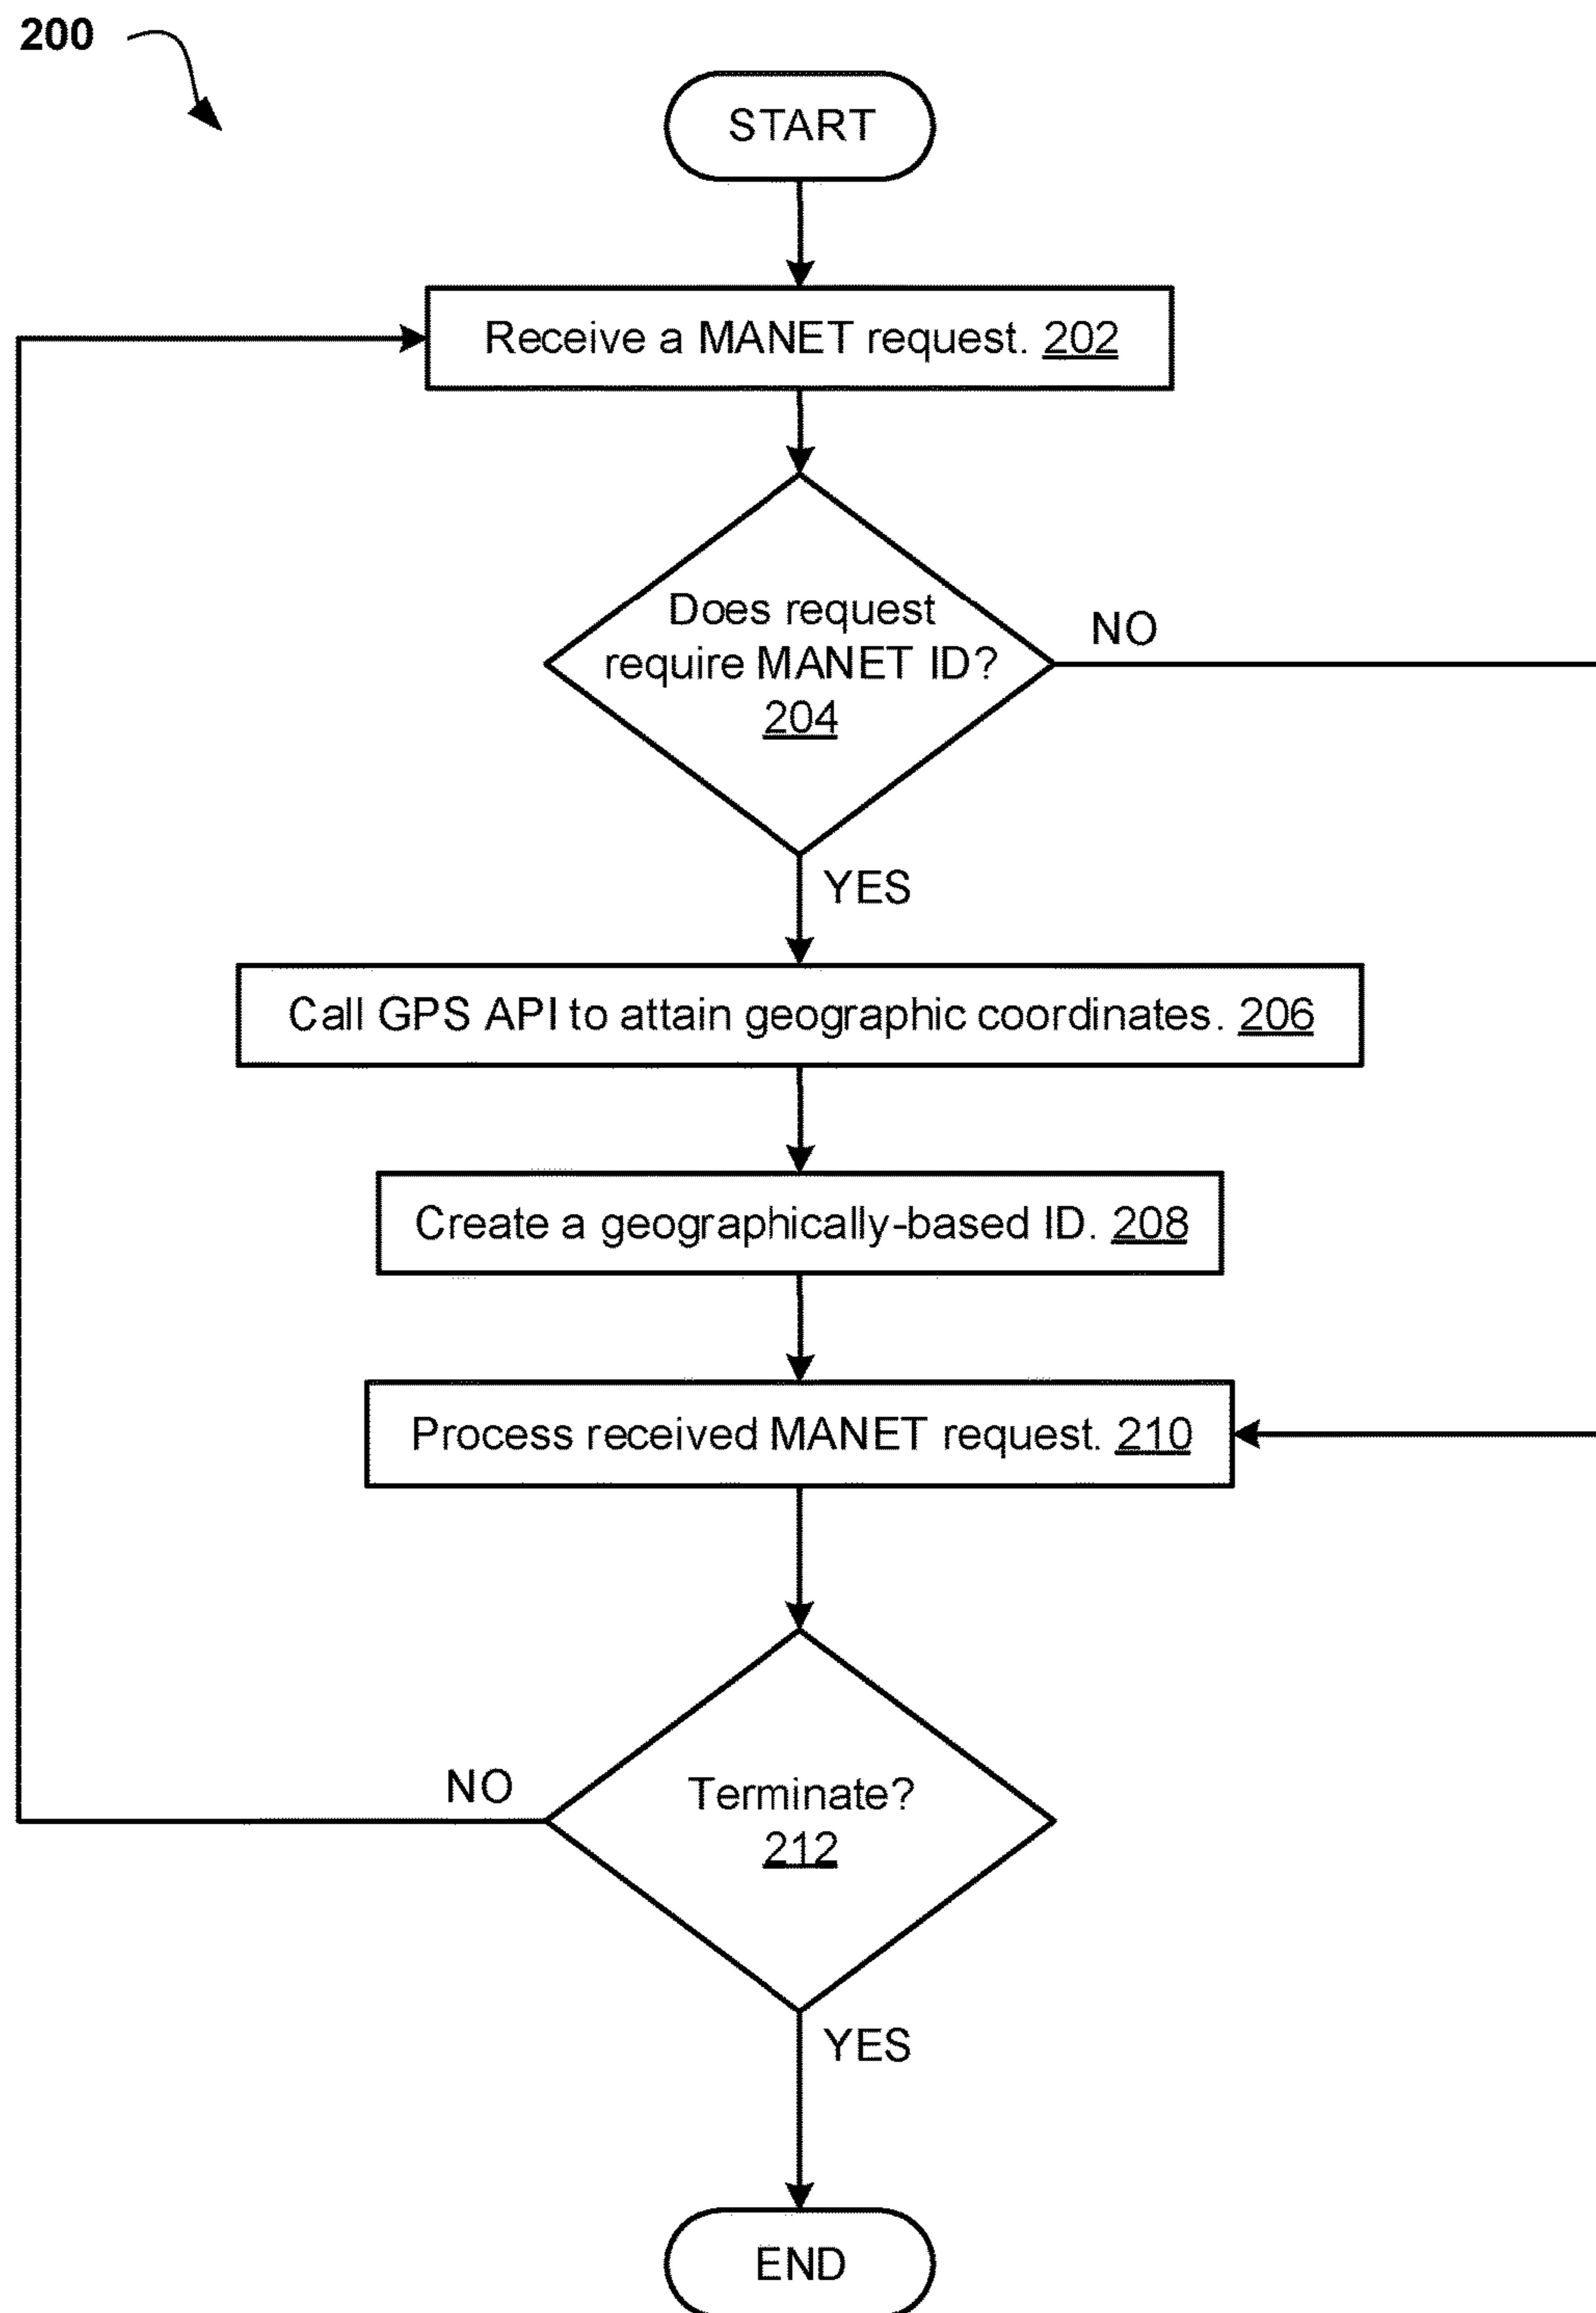 200
START
Receive a MANET request. 202
Does request
require MANET ID?
204
NO
YES
Call GPS API to attain geographic coordinates. 206
Create a geographically-based ID. 208
Process received MANET request. 210
NO
Terminate?
212
YES
END